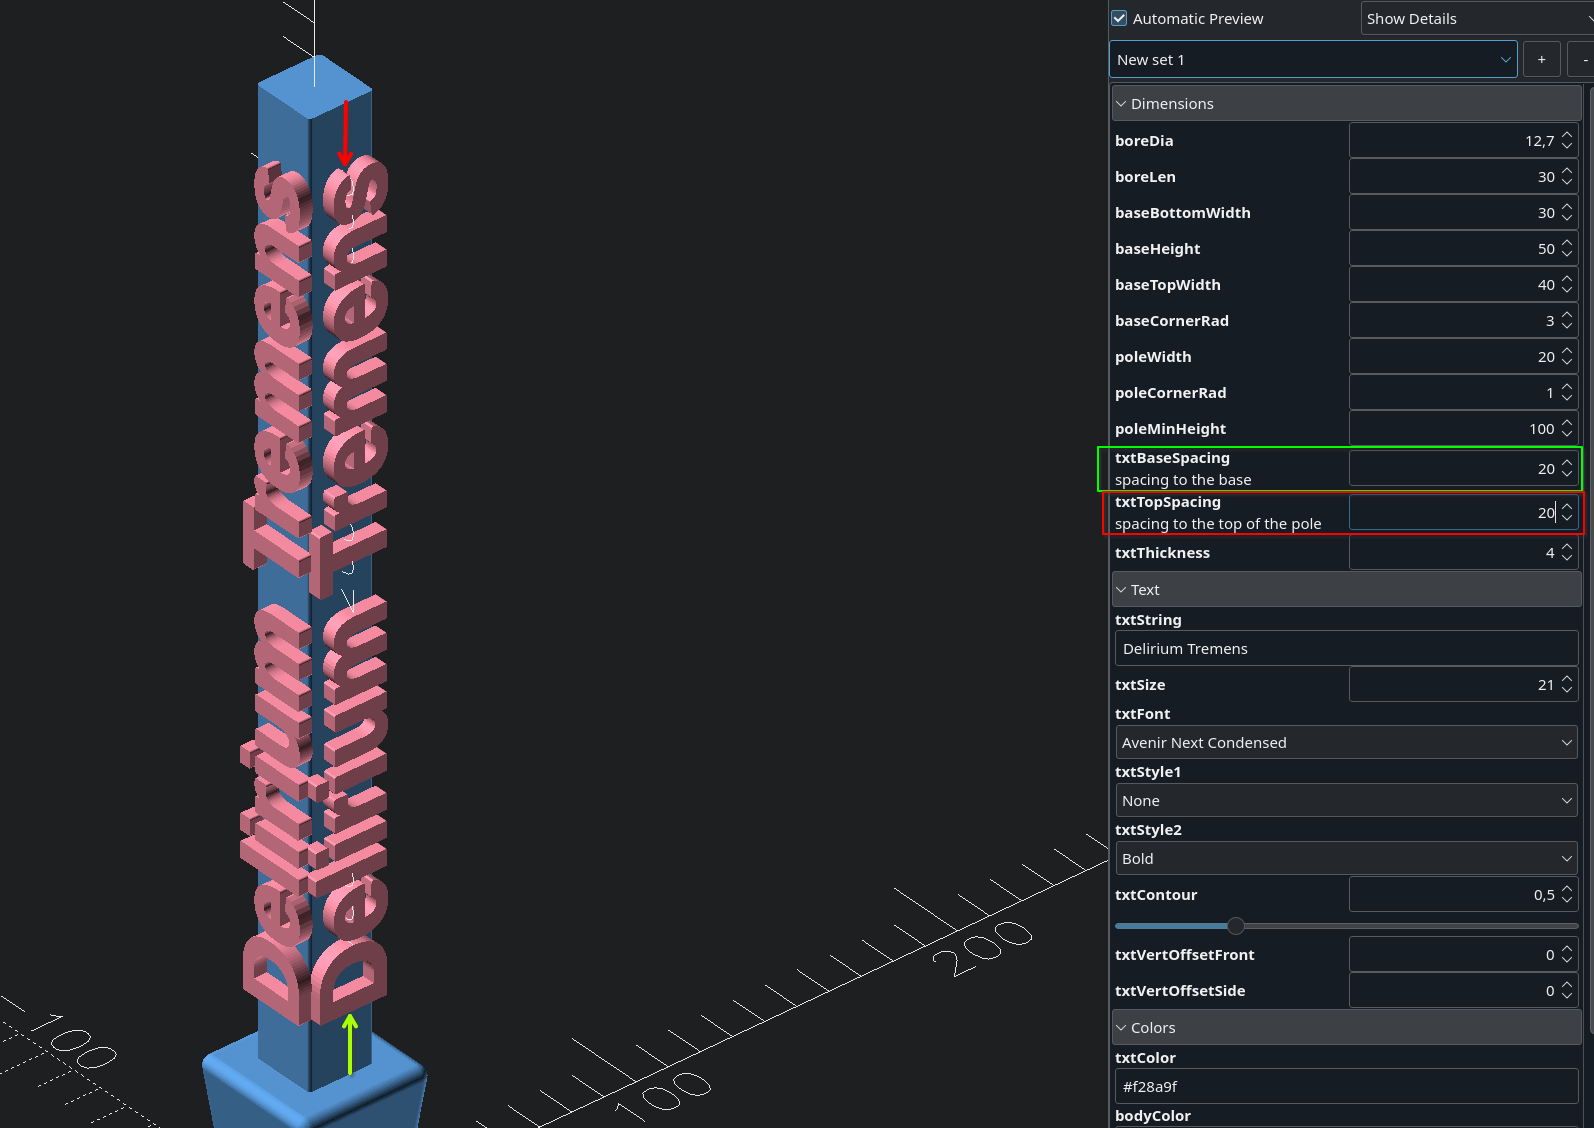 Automatic Preview
Show Details
New set 1
+
-
Dimensions
boreDia
12,7
boreLen
30
baseBottomWidth
30
baseHeight
50
baseTopWidth
40
baseCornerRad
3
poleWidth
20
poleCornerRad
1
poleMinHeight
100
txtBaseSpacing
spacing to the base
20
txtTopSpacing
spacing to the top of the pole
20
txtThickness
4
Text
txtString
Delirium Tremens
txtSize
21
txtFont
Avenir Next Condensed
txtStyle1
None
txtStyle2
Bold
txtContour
0,5
txtVertOffsetFront
0
txtVertOffsetSide
0
Colors
txtColor
#f28a9f
bodyColor
Delirium Tremens
Delirium Tremens
100
100
200